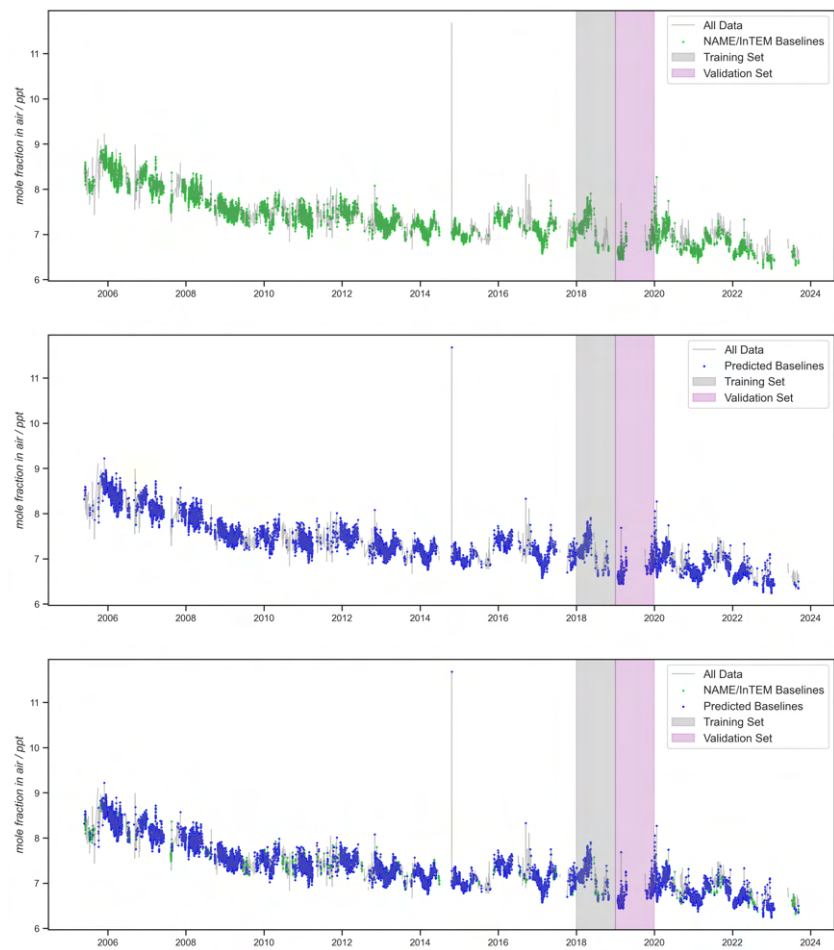 All Data
NAME/InTEM Baselines
Training Set
Validation Set
mole fraction in air / ppt
11
10
9
8
7
6
2006 2008 2010 2012 2014 2016 2018 2020 2022 2024
All Data
Predicted Baselines
Training Set
Validation Set
mole fraction in air / ppt
11
10
9
8
7
6
2006 2008 2010 2012 2014 2016 2018 2020 2022 2024
All Data
NAME/InTEM Baselines
Predicted Baselines
Training Set
Validation Set
mole fraction in air / ppt
11
10
9
8
7
6
2006 2008 2010 2012 2014 2016 2018 2020 2022 2024